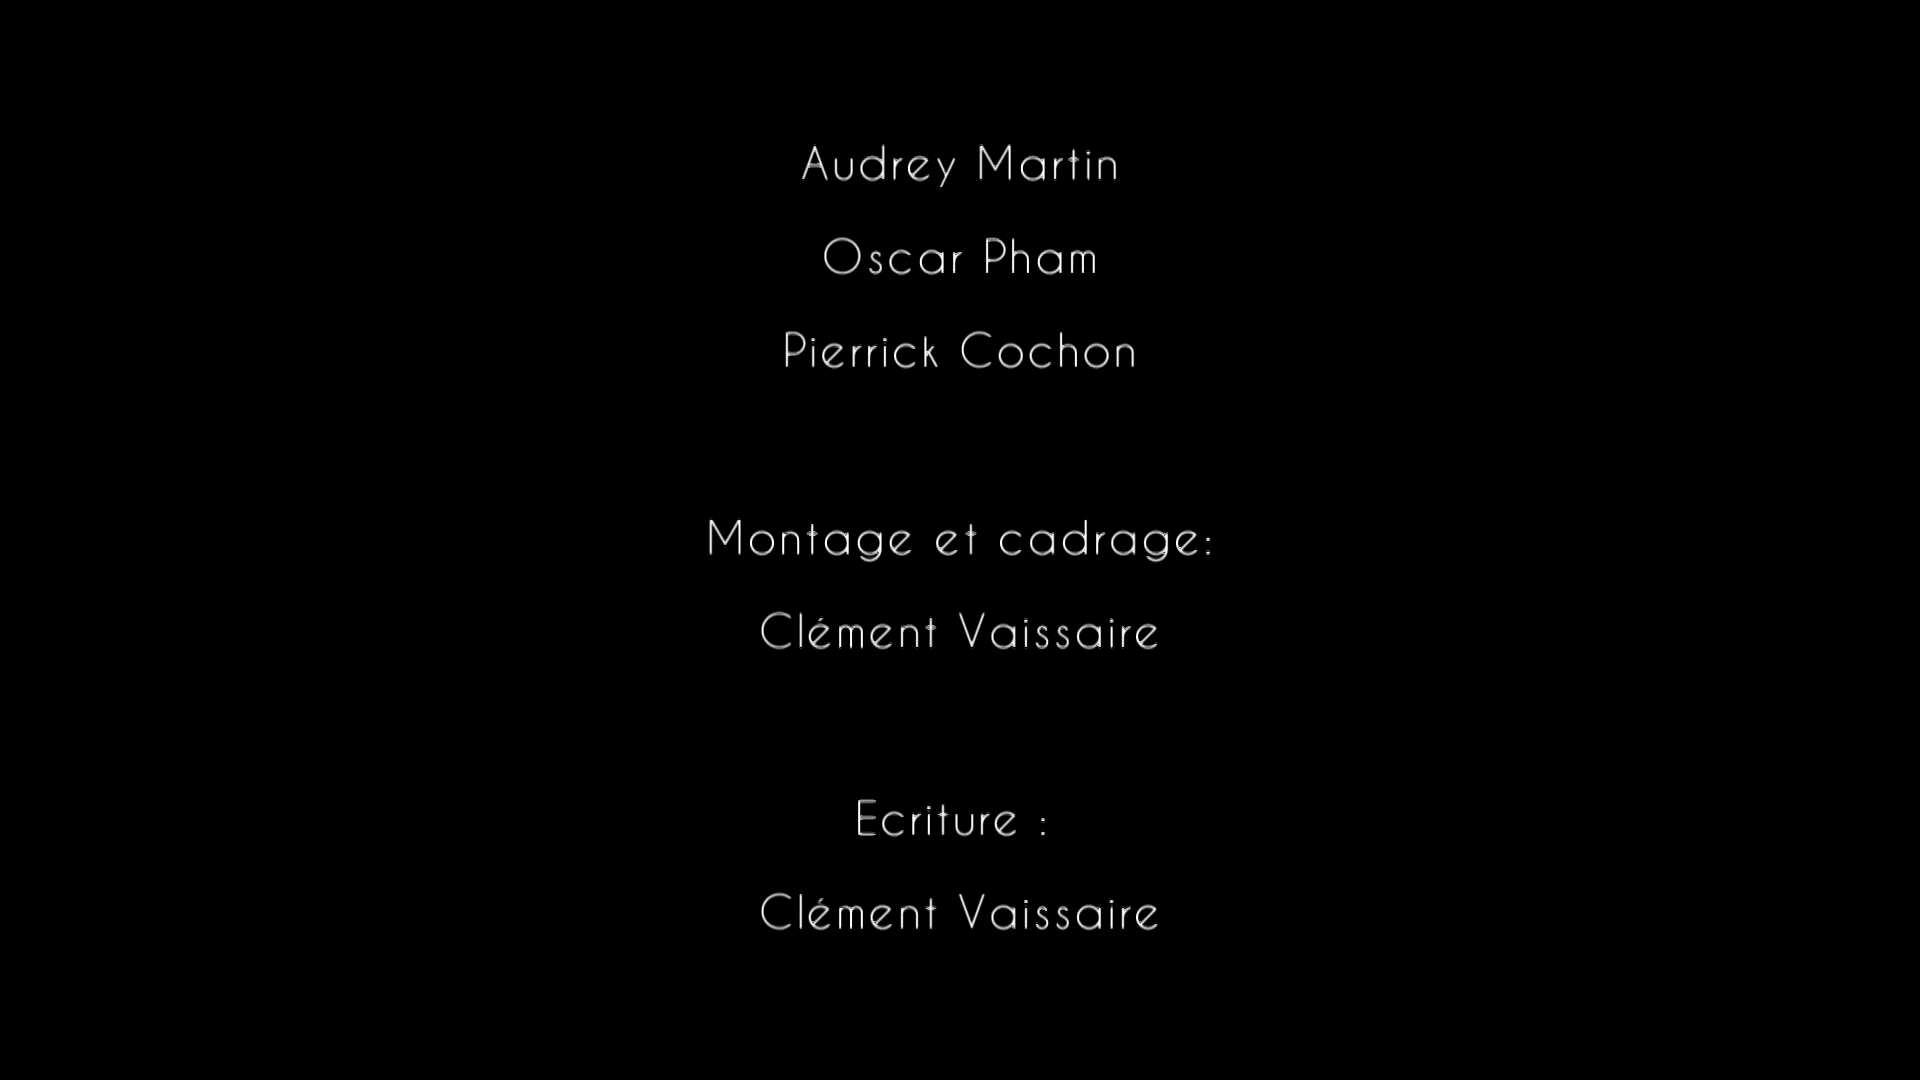 Audrey Martin
Oscar Pham
Pierrick Cochon
Montage et cadrage:
Clément Vaissaire
Ecriture :
Clément Vaissaire